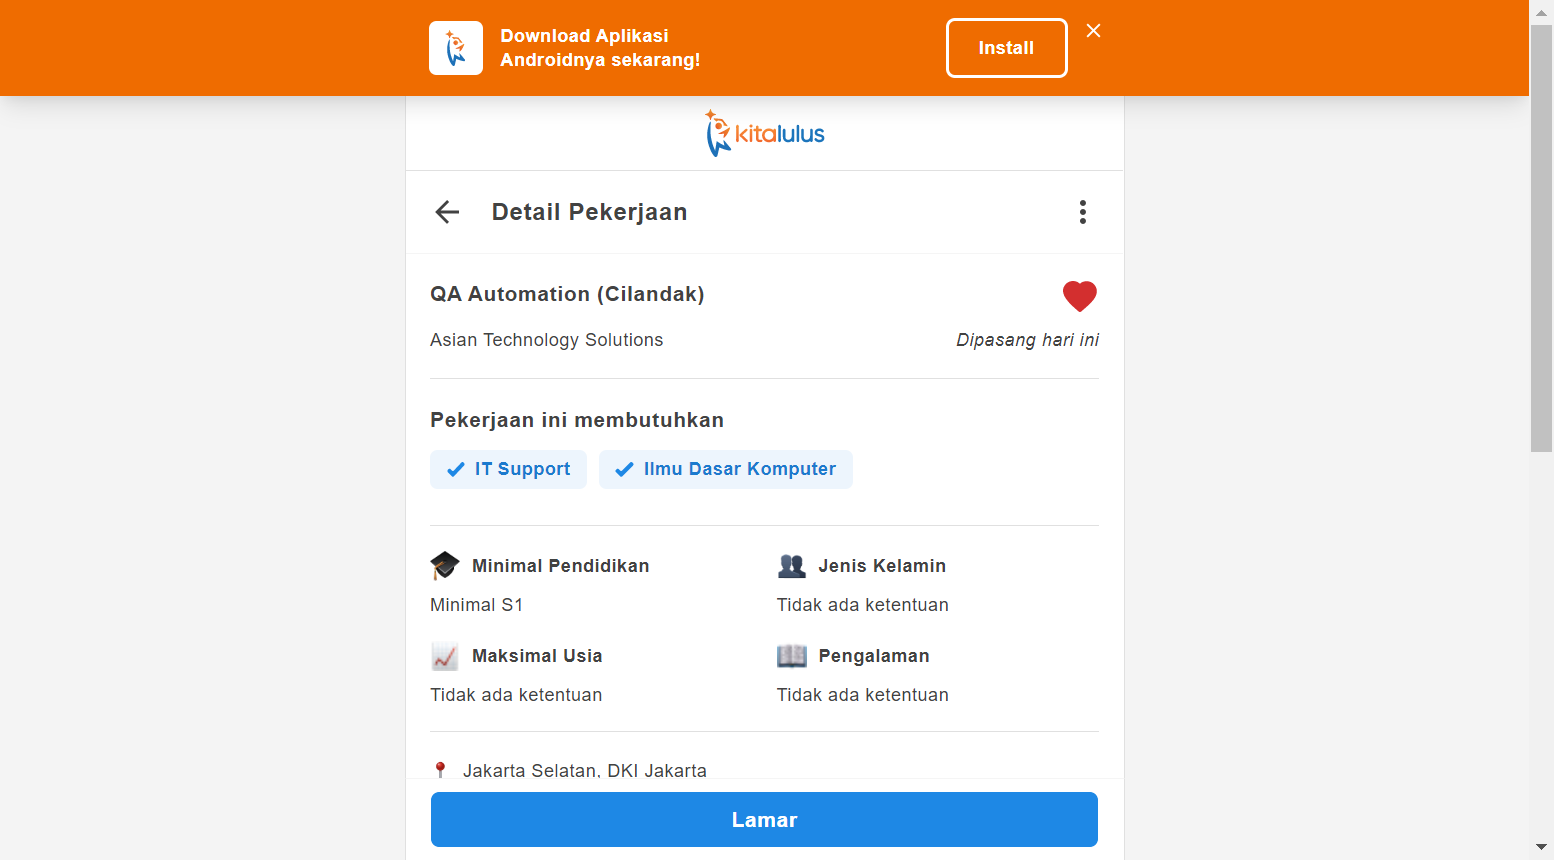 Download Aplikasi
Androidnya sekarang!
Install
kitalulus
Detail Pekerjaan
QA Automation (Cilandak)
Asian Technology Solutions
Dipasang hari ini
Pekerjaan ini membutuhkan
IT Support
Ilmu Dasar Komputer
Minimal Pendidikan
Minimal S1
Jenis Kelamin
Tidak ada ketentuan
Maksimal Usia
Tidak ada ketentuan
Pengalaman
Tidak ada ketentuan
Jakarta Selatan, DKI Jakarta
Lamar